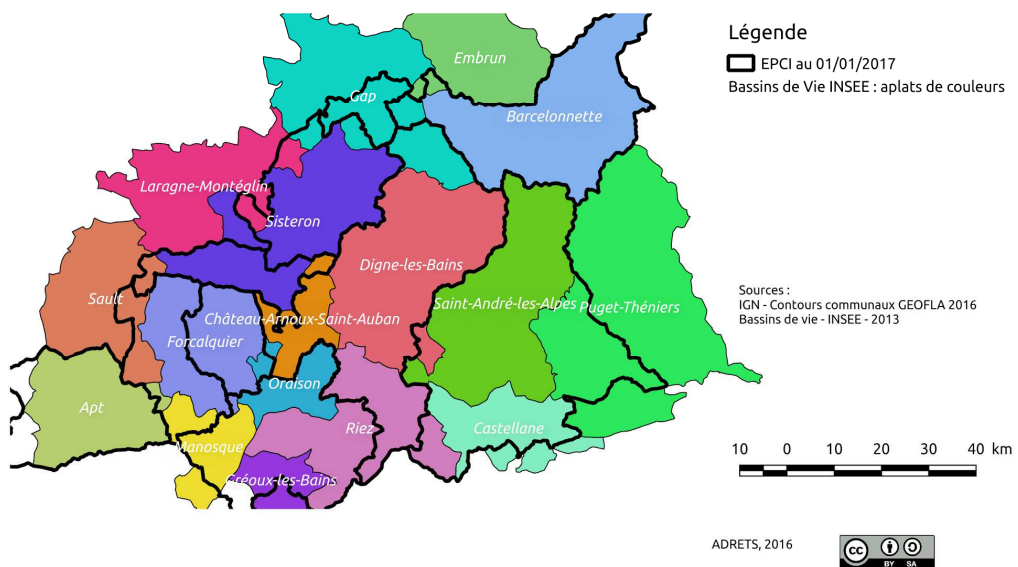 Légende
EPCI au 01/01/2017
Bassins de Vie INSEE : aplats de couleurs
Embrun
Gap
Barcelonnette
Laragne-Montéglin
Sisteron
Digne-les-Bains
Sault
Saint-André-les-Alpes
Puget-Théniers
Château-Arnoux-Saint-Auban
Forcalquier
Oraison
Apt
Riez
Castellane
Manosque
Gréoux-les-Bains
Sources :
IGN - Contours communaux GEOFLA 2016
Bassins de vie - INSEE - 2013
10 0 10 20 30 40 km
ADRETS, 2016
cc
BY SA